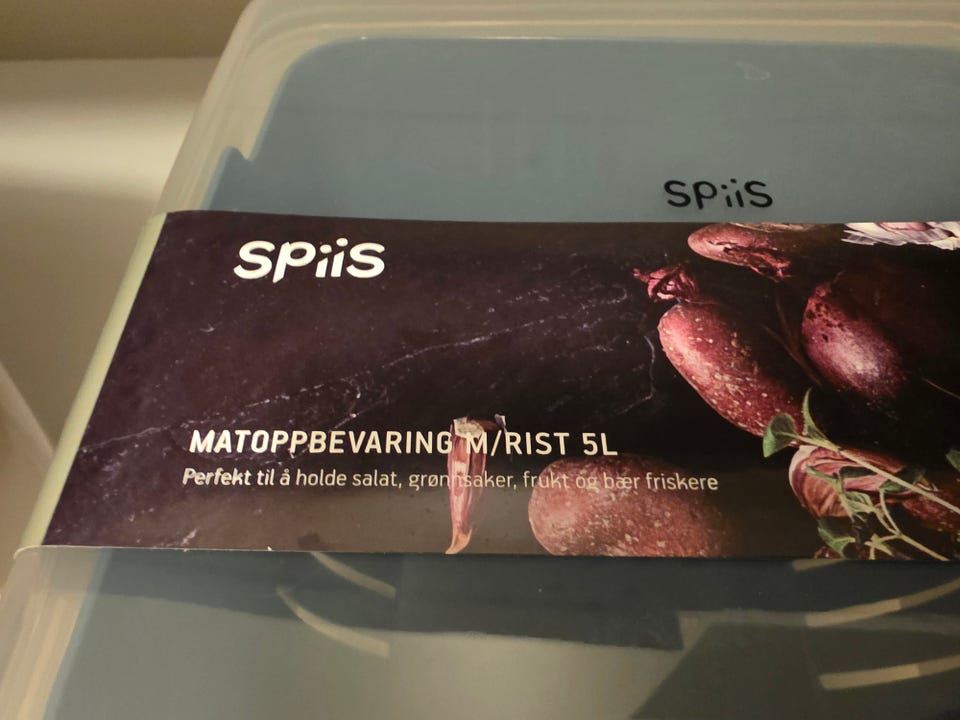 spiis
spiis
MATOPPBEVARING M/RIST 5L
Perfekt til å holde salat, grønnsaker, frukt og bær friskere